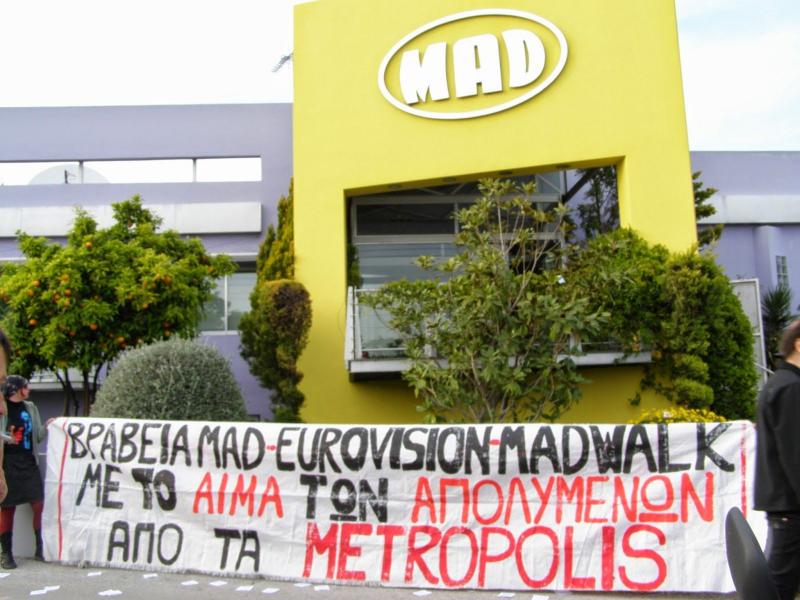 MAD
ΒΡΑΒΕΙΑ MAD-EUROVISION-MADWALK
ΜΕ ΤΟ ΑΙΜΑ ΤΩΝ ΑΠΟΛΥΜΕΝΩΝ
ΑΠΟ ΤΑ METROPOLIS